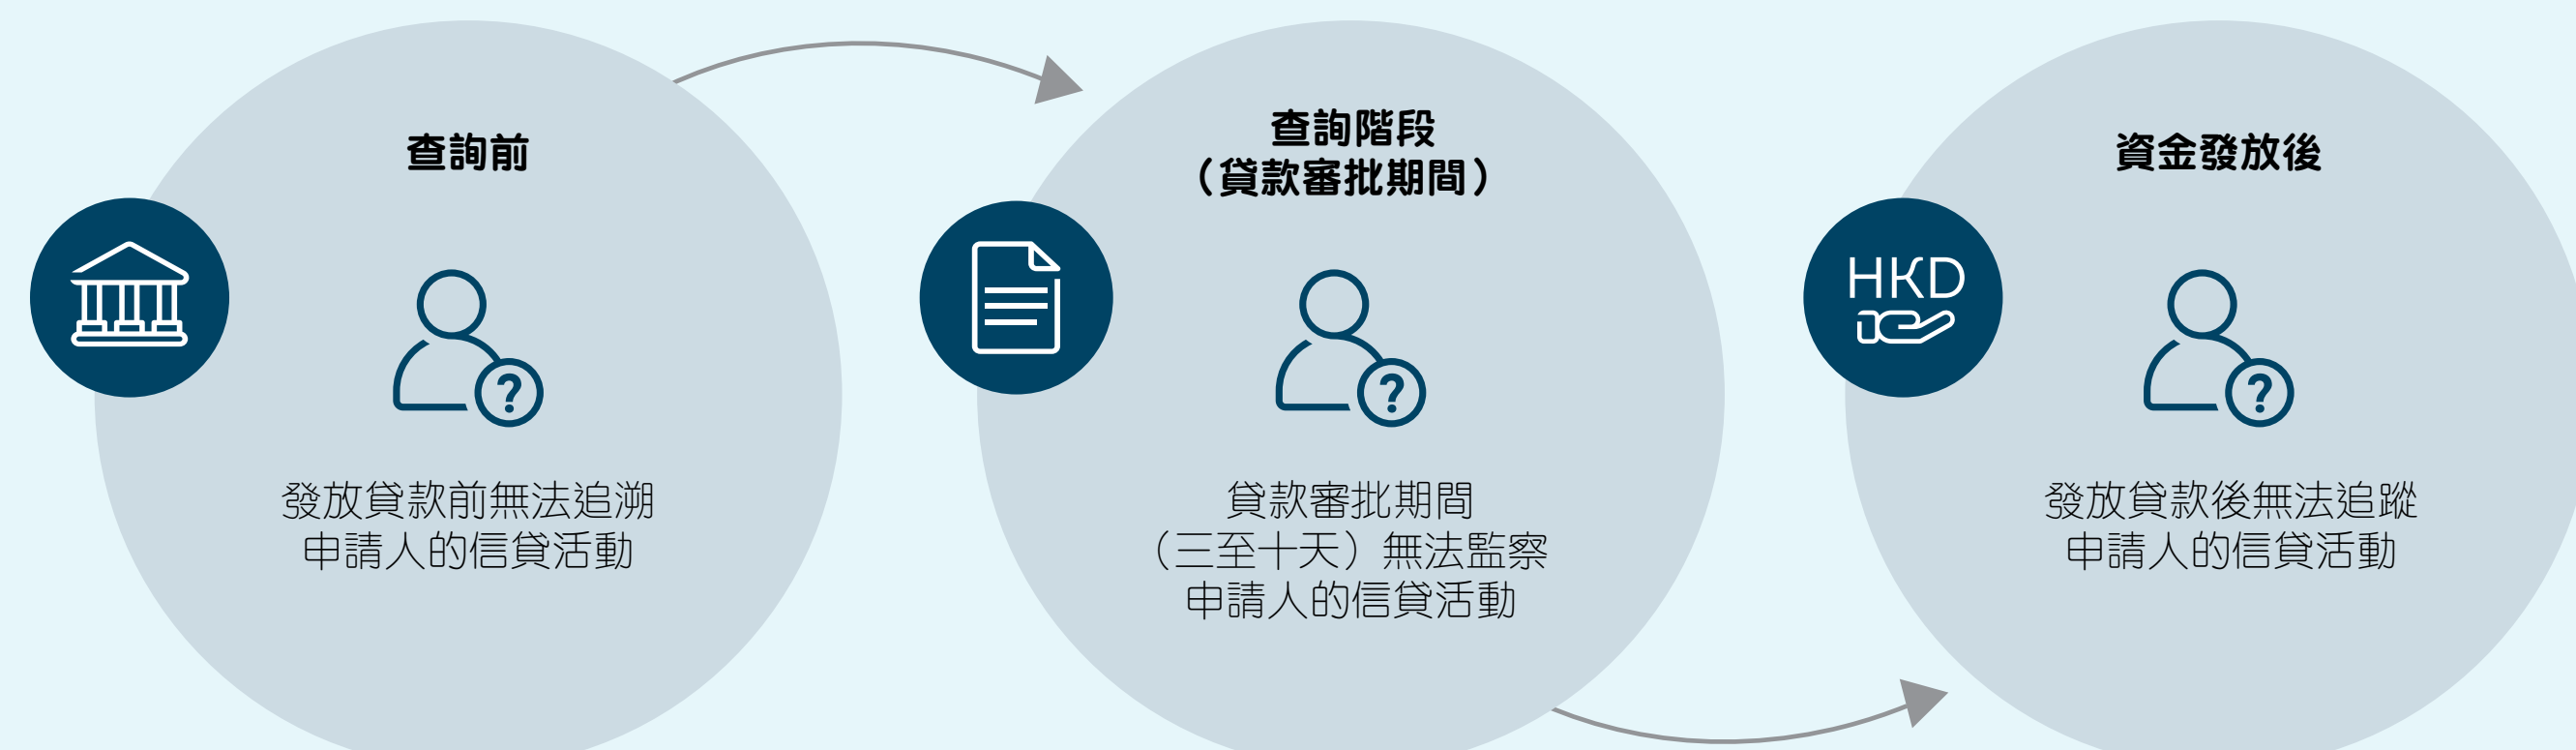 查詢前
發放貸款前無法追溯
申請人的信貸活動
查詢階段
（貸款審批期間）
貸款審批期間
（三至十天）無法監察
申請人的信貸活動
HKD
資金發放後
發放貸款後無法追蹤
申請人的信貸活動